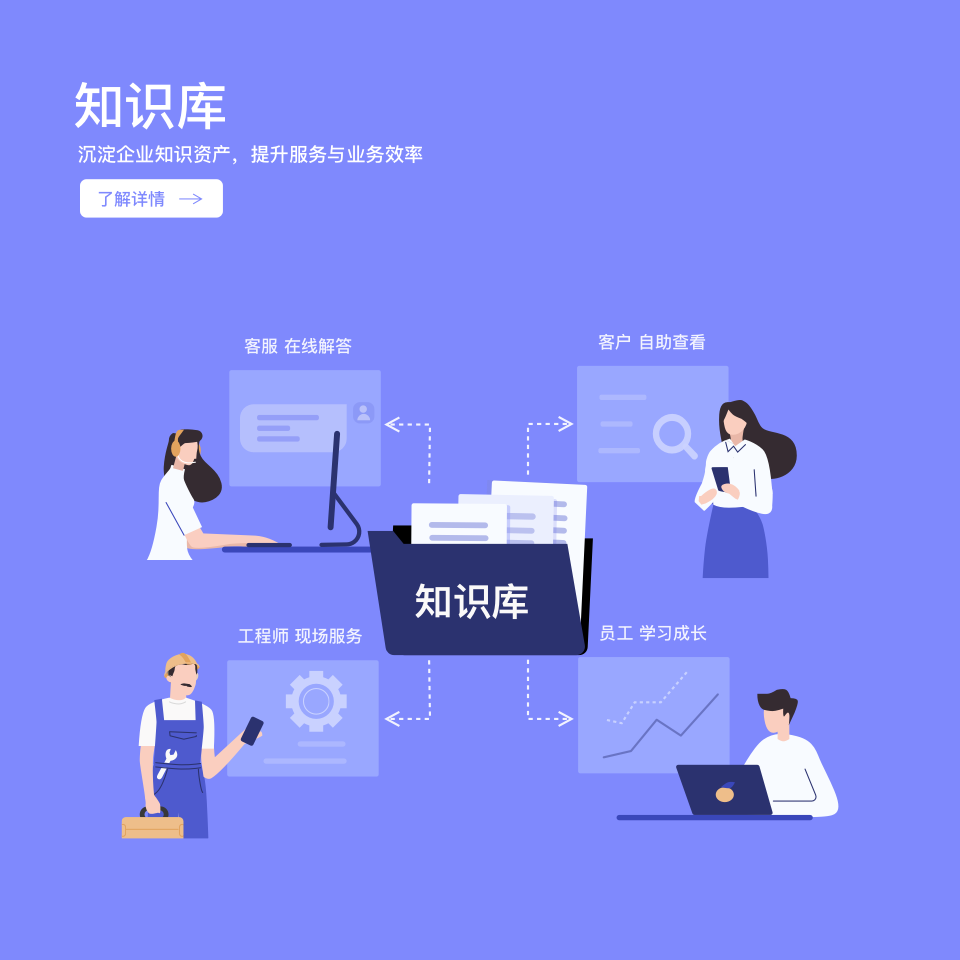 知识库
沉淀企业知识资产，提升服务与业务效率
了解详情
客服 在线解答
客户 自助查看
知识库
工程师 现场服务
员工 学习成长